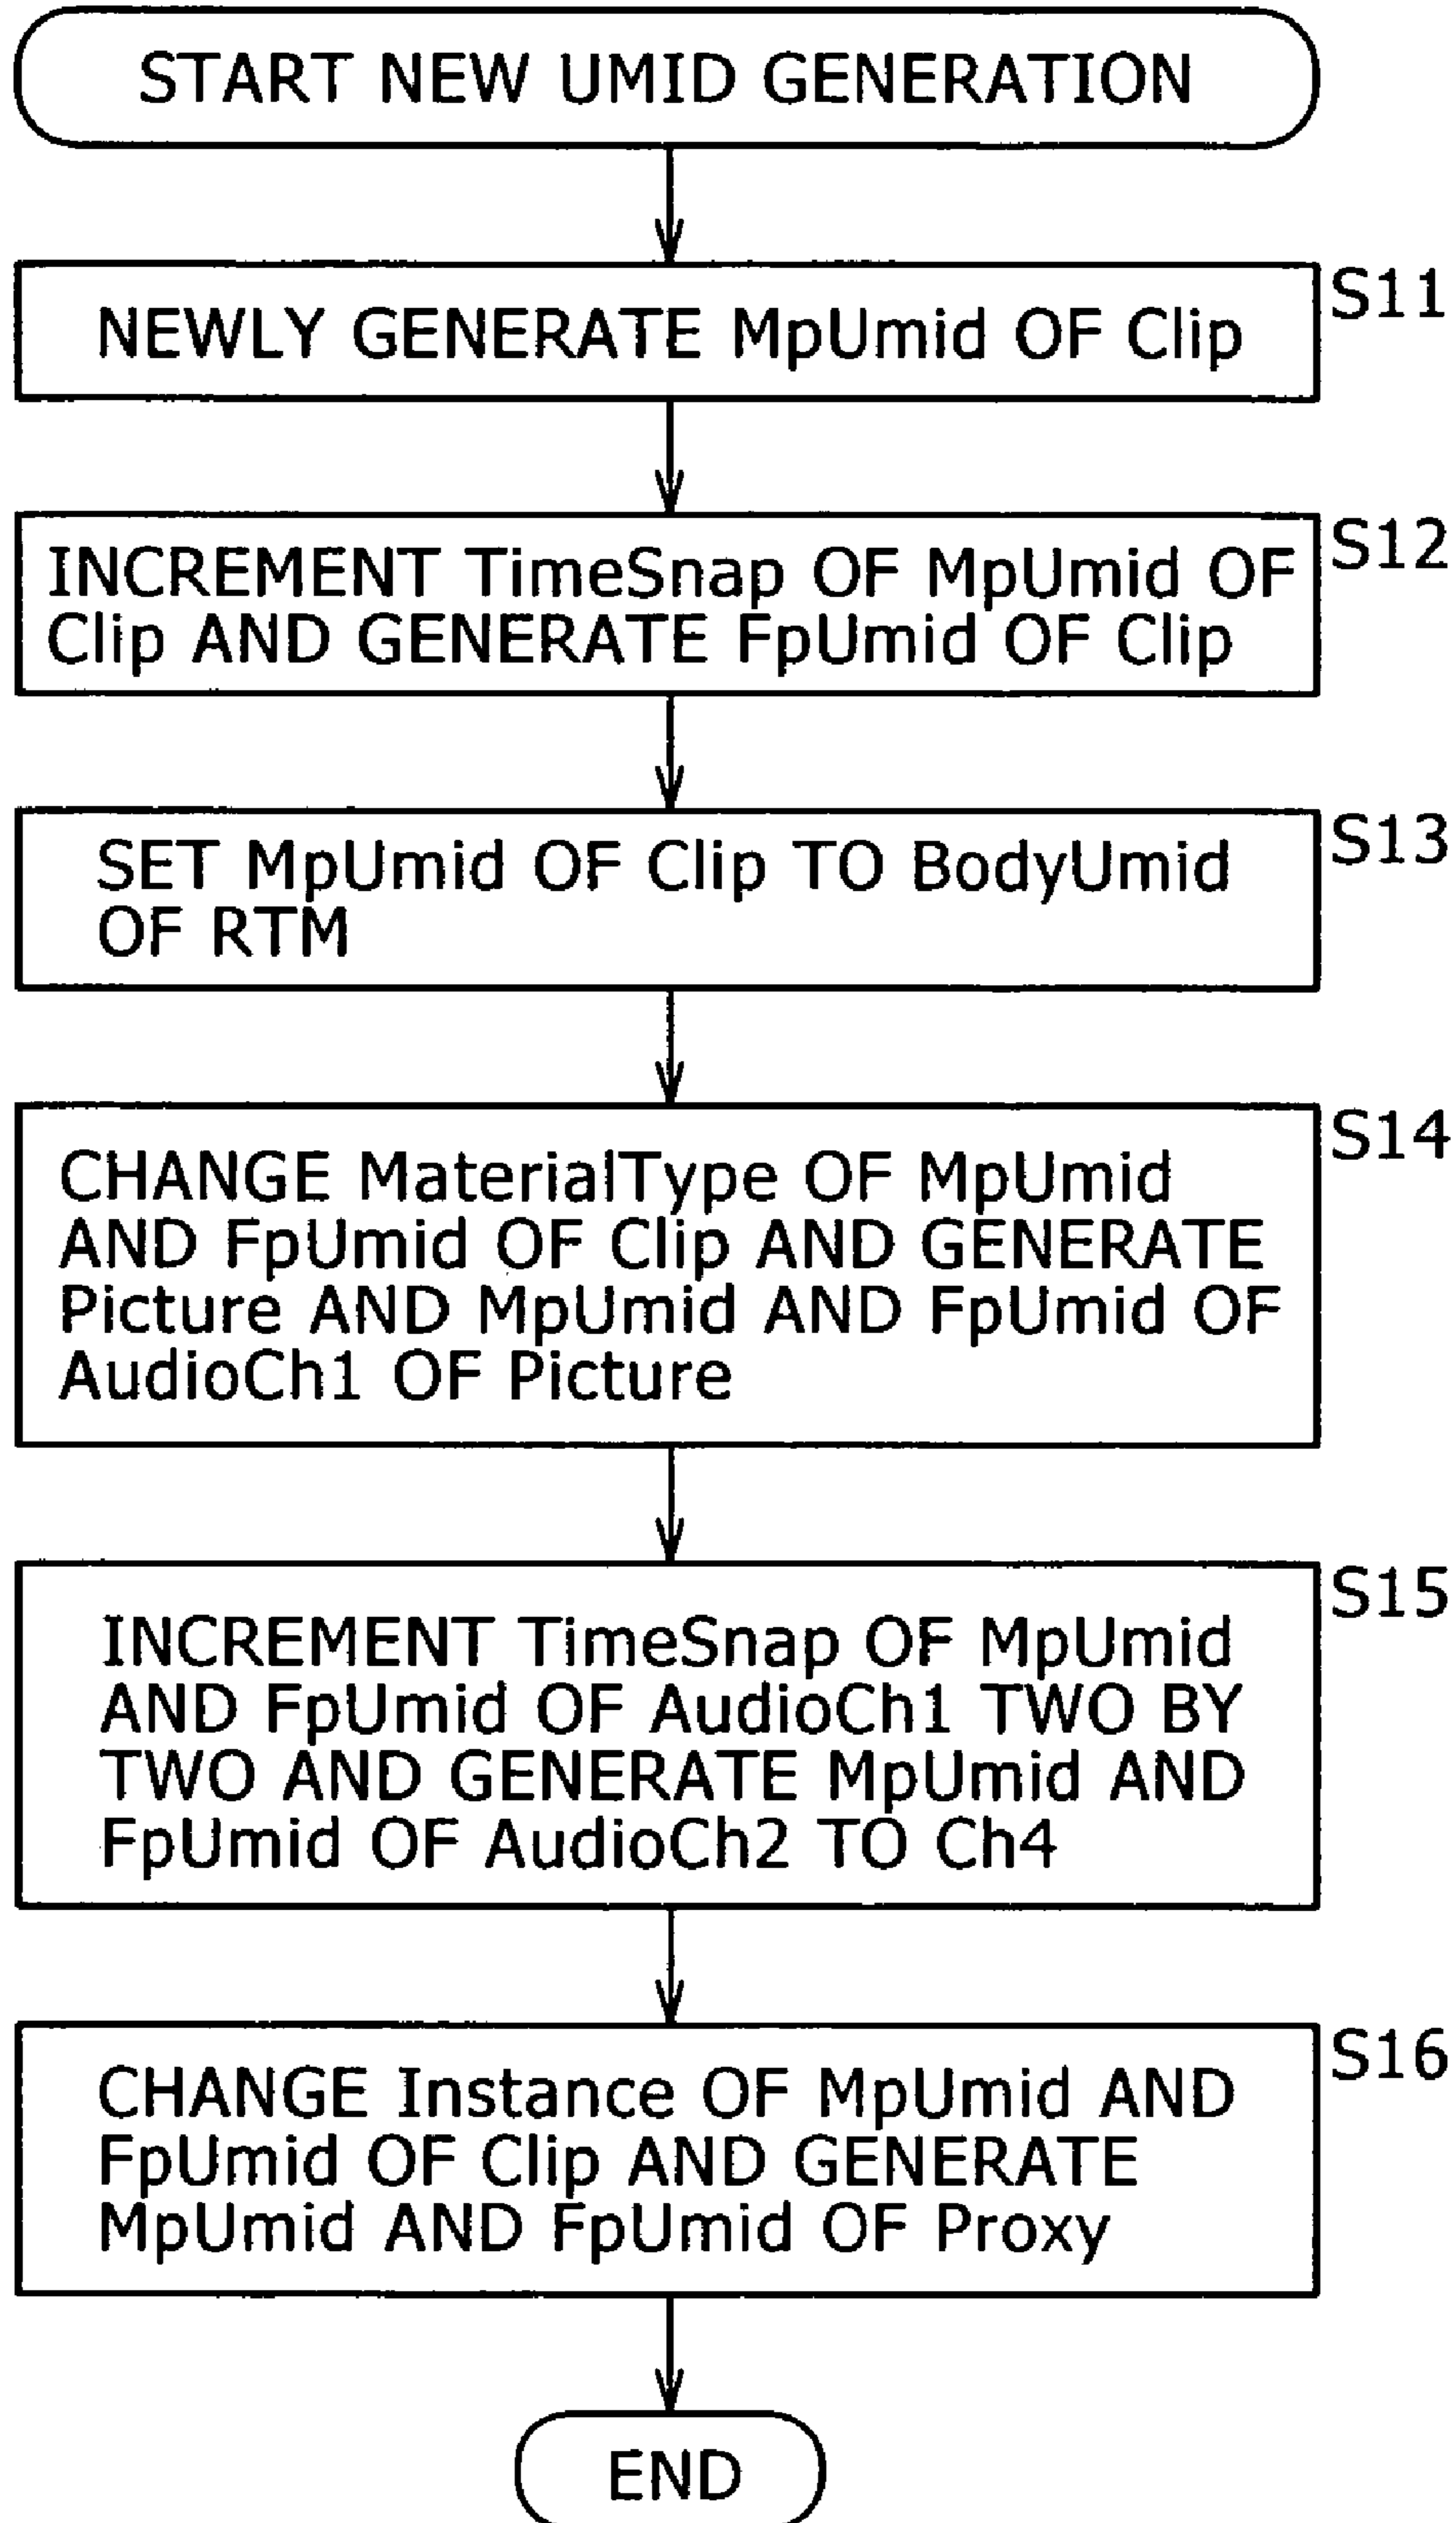 START NEW UMID GENERATION
S11
NEWLY GENERATE MpUmid OF Clip
S12
INCREMENT TimeSnap OF MpUmid OF
Clip AND GENERATE FpUmid OF Clip
S13
SET MpUmid OF Clip TO BodyUmid
OF RTM
S14
CHANGE MaterialType OF MpUmid
AND FpUmid OF Clip AND GENERATE
Picture AND MpUmid AND FpUmid OF
AudioCh1 OF Picture
S15
INCREMENT TimeSnap OF MpUmid
AND FpUmid OF AudioCh1 TWO BY
TWO AND GENERATE MpUmid AND
FpUmid OF AudioCh2 TO Ch4
S16
CHANGE Instance OF MpUmid AND
FpUmid OF Clip AND GENERATE
MpUmid AND FpUmid OF Proxy
END